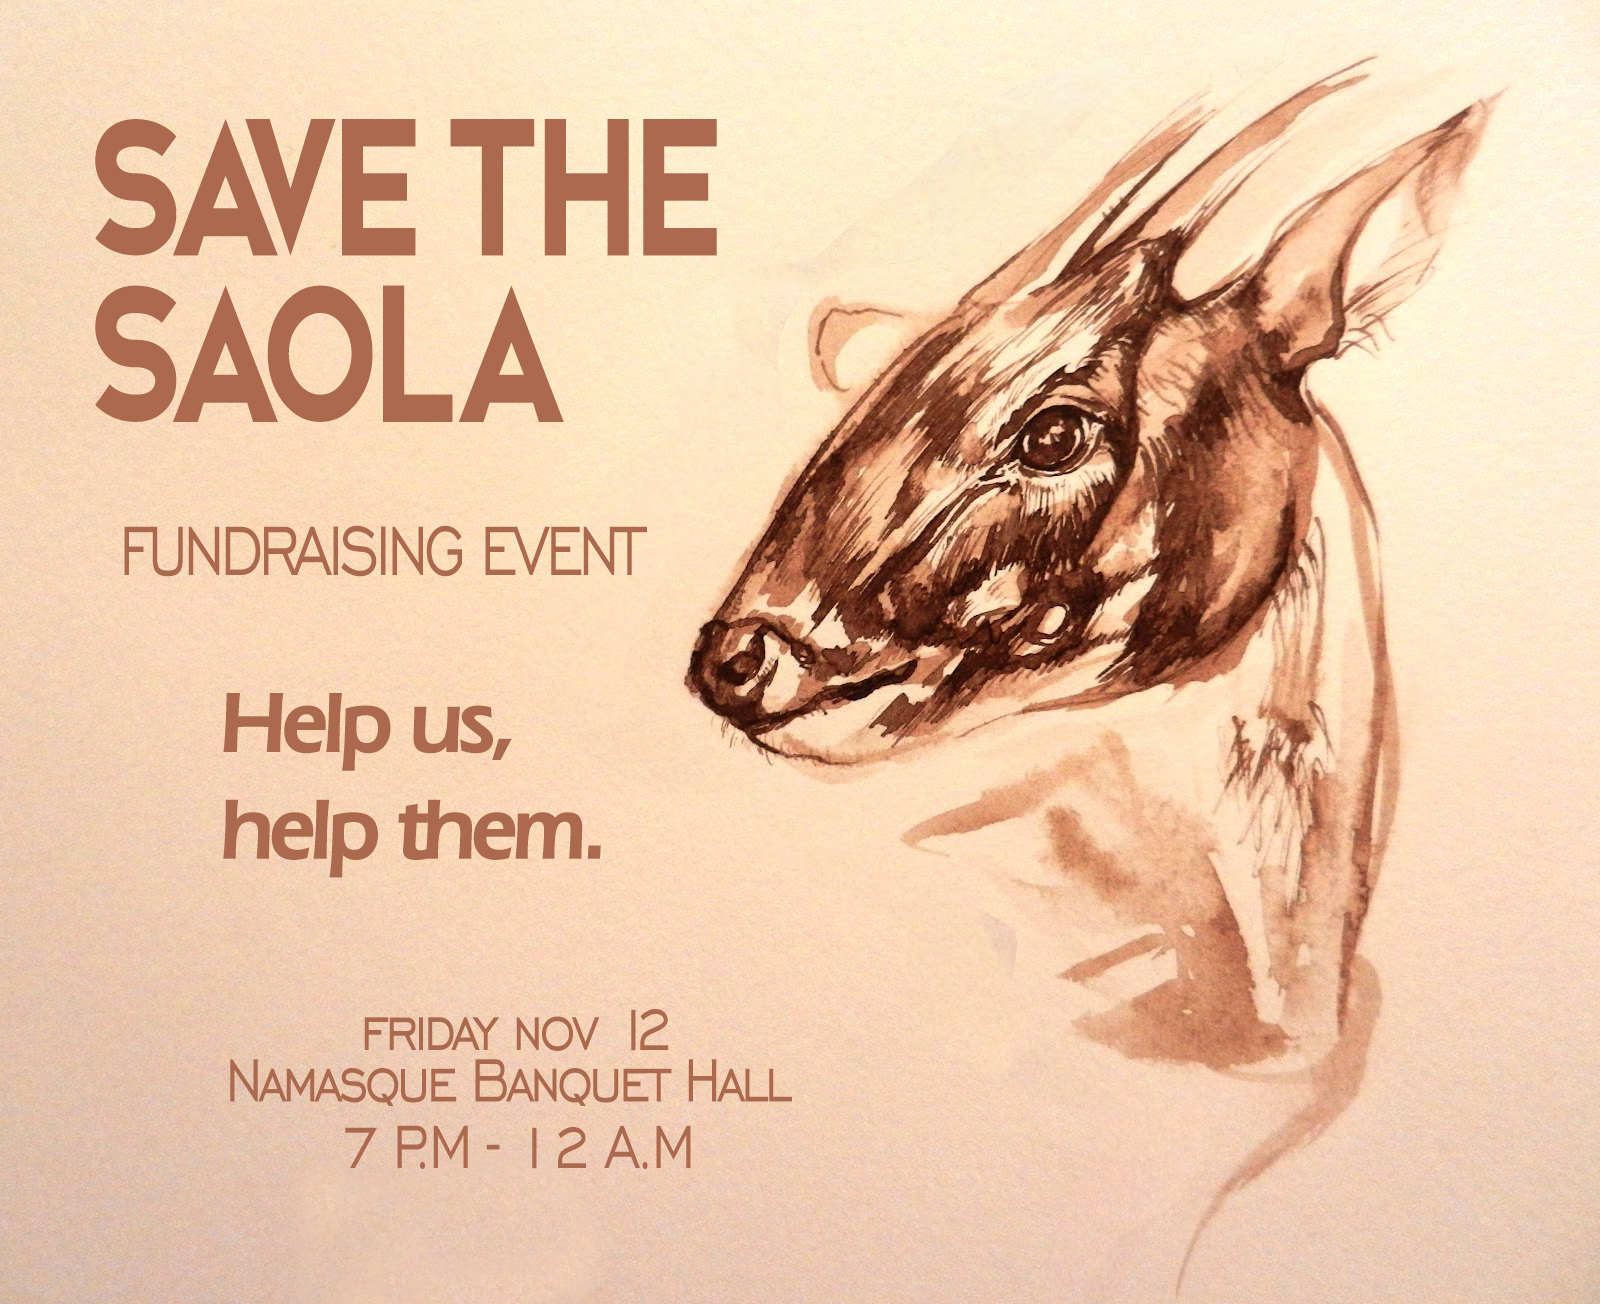 SAVE THE
SAOLA
FUNDRAISING EVENT
Help us,
help them.
FRIDAY NOV 12
NAMASQUE BANQUET HALL
7 P.M - 12 A.M